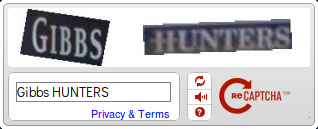 GIBBS HUNTERS
Gibbs HUNTERS
Privacy & Terms
reCAPTCHA™